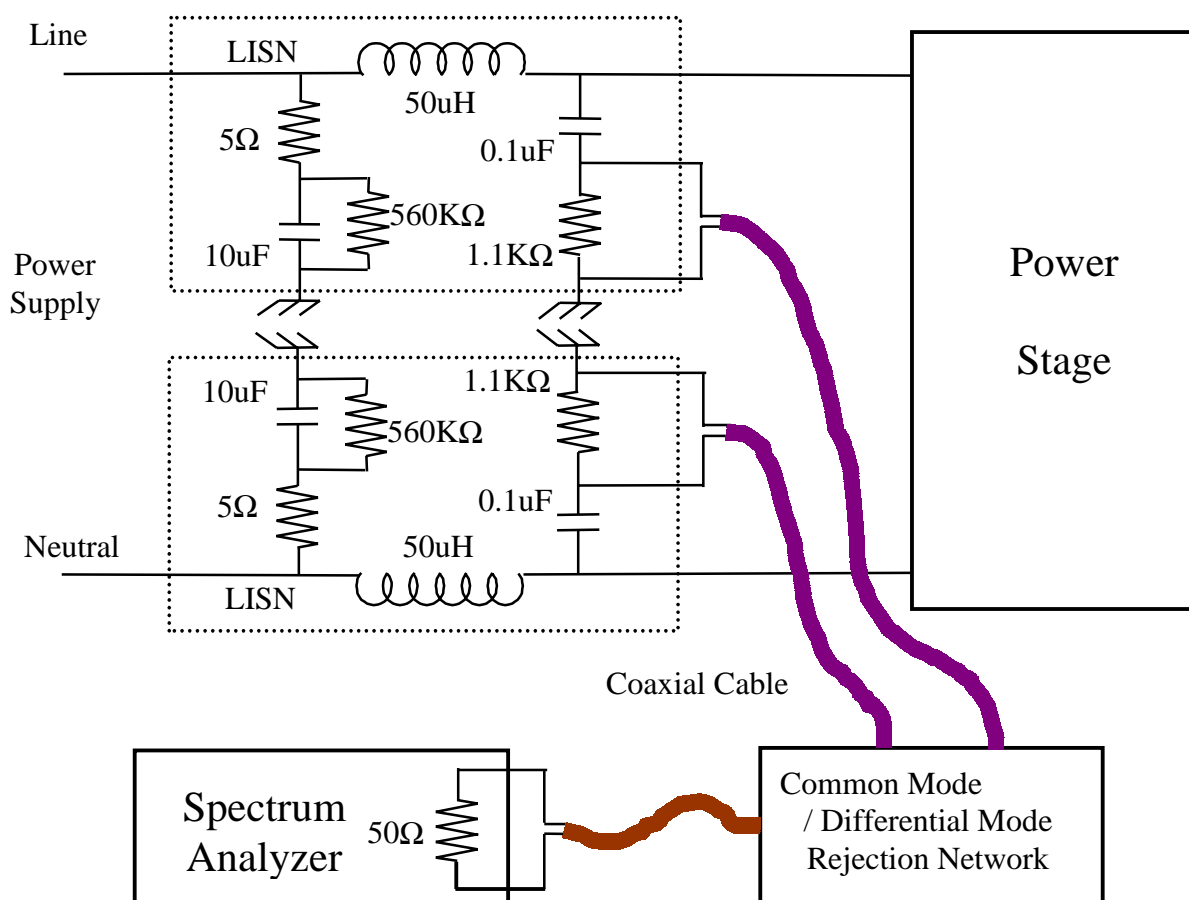 Line
LISN
50uH
5Ω
0.1uF
560KΩ
10uF
1.1KΩ
Power
Supply
Power
Stage
10uF
1.1KΩ
560KΩ
5Ω
0.1uF
Neutral
50uH
LISN
Coaxial Cable
Spectrum
Analyzer
50Ω
Common Mode
/ Differential Mode
Rejection Network